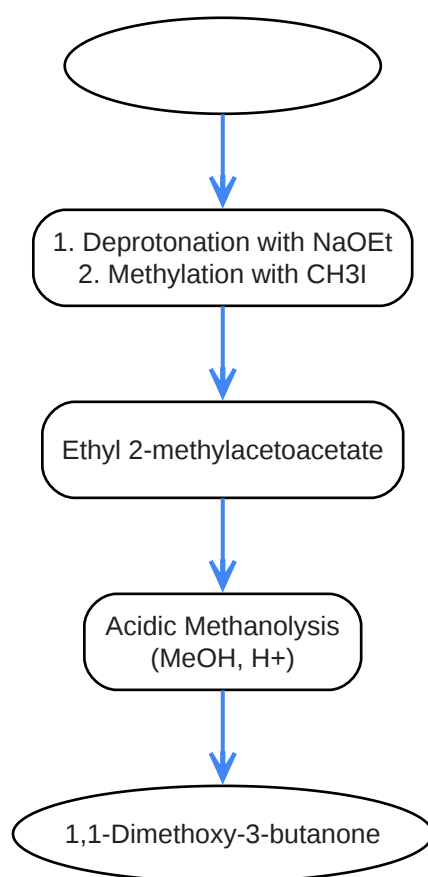 1. Deprotonation with NaOEt
2. Methylation with CH3I
Ethyl 2-methylacetoacetate
Acidic Methanolysis
(MeOH, H+)
1,1-Dimethoxy-3-butanone